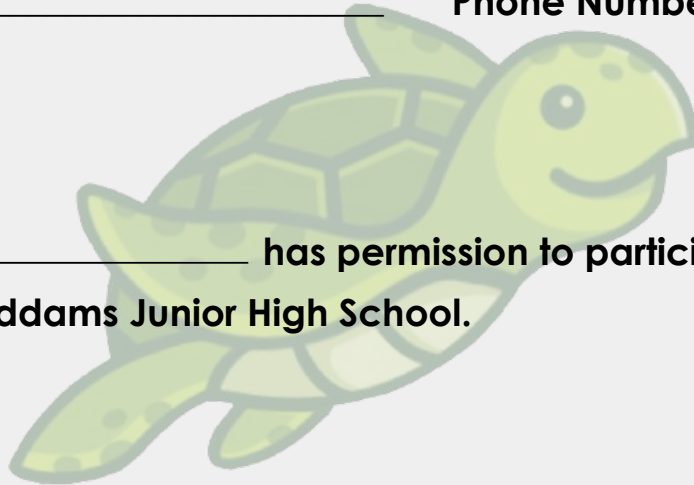 Phone Numbe
has permission to partici
ddams Junior High School.